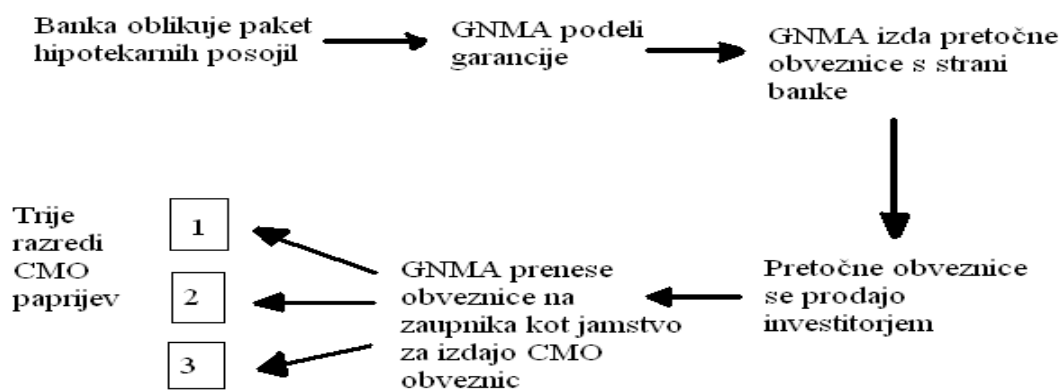 Banka oblikuje paket
hipotekarnih posojil
GNMA podeli
garancije
GNMA izda pretočne
obveznice s strani
banke
Pretočne obveznice
se prodajo
investitorjem
GNMA prenese
obveznice na
zaupnika kot jamstvo
za izdajo CMO
obveznic
Trije
razredi
CMO
paprijev
1
2
3